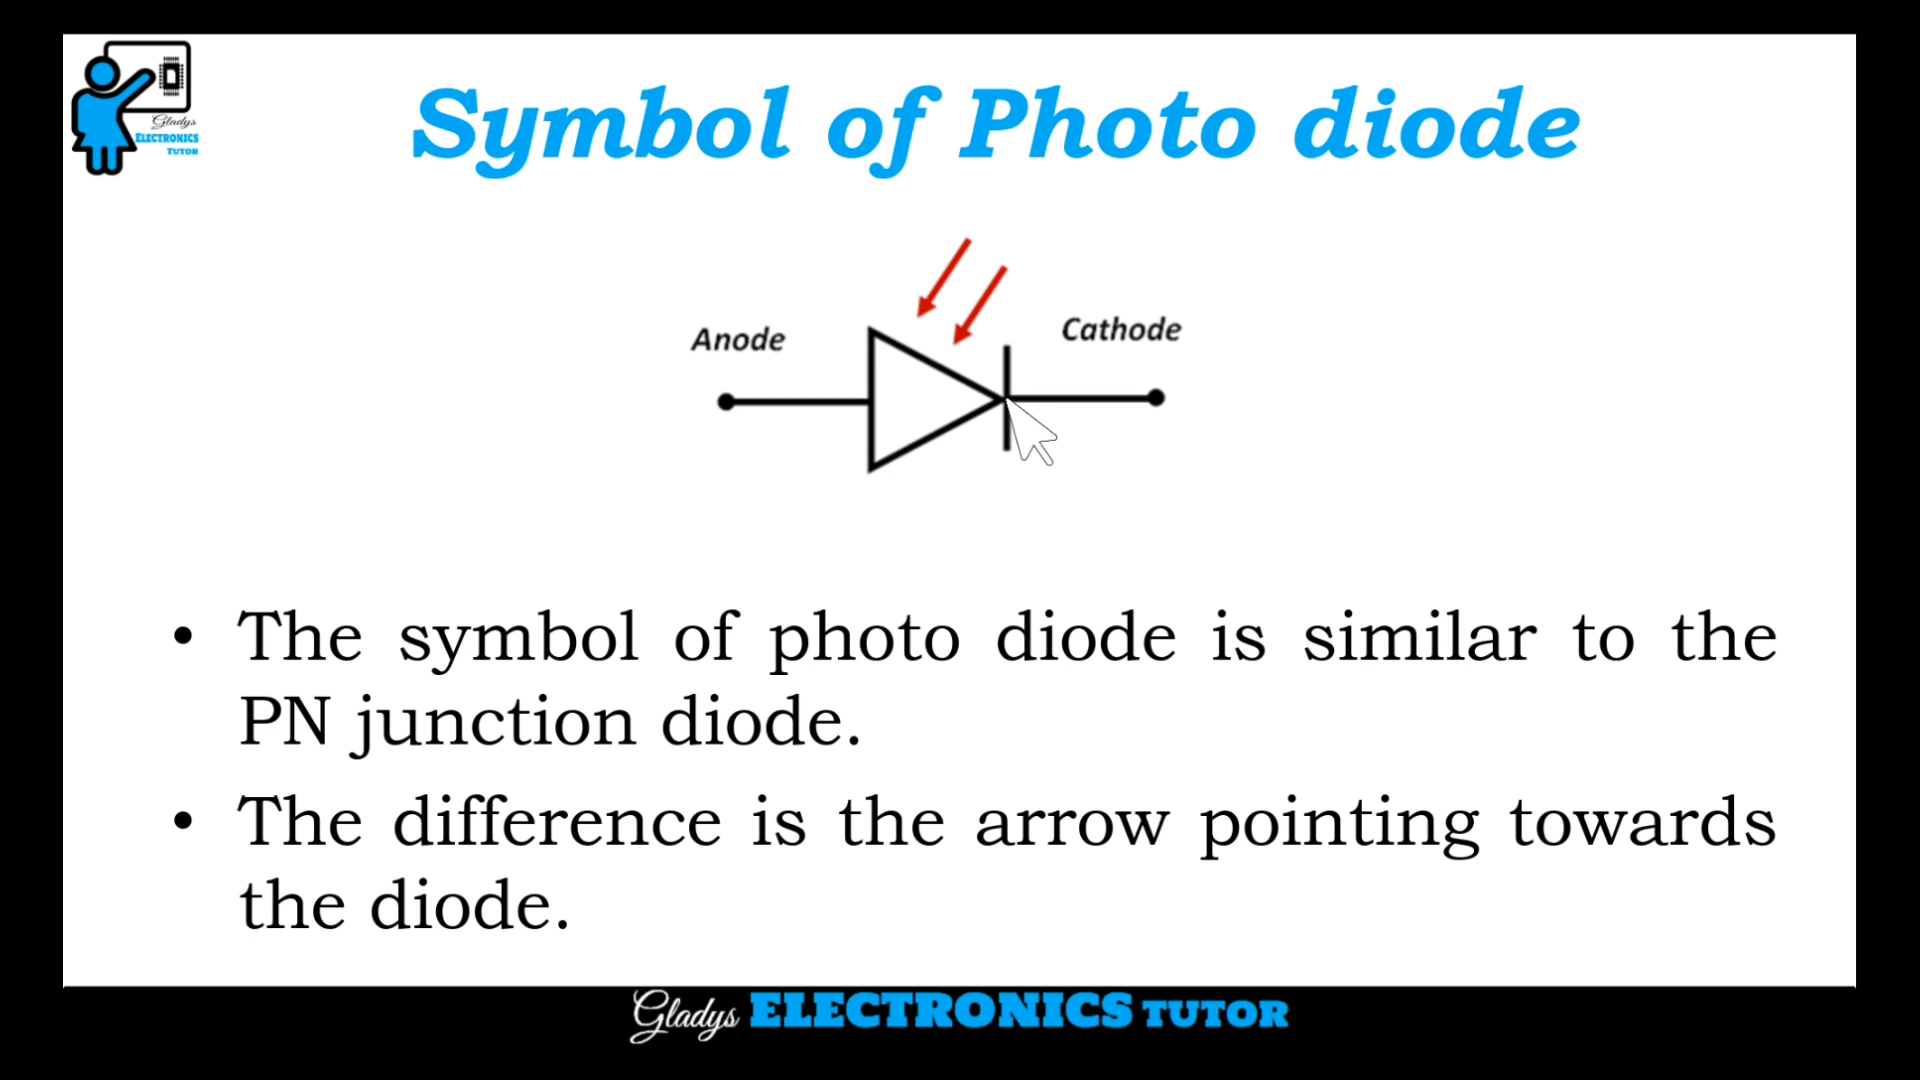 Gladys
ELECTRONICS
TUTOR
Symbol of Photo diode
Anode
Cathode
• The symbol of photo diode is similar to the
PN junction diode.
• The difference is the arrow pointing towards
the diode.
Gladys ELECTRONICS TUTOR